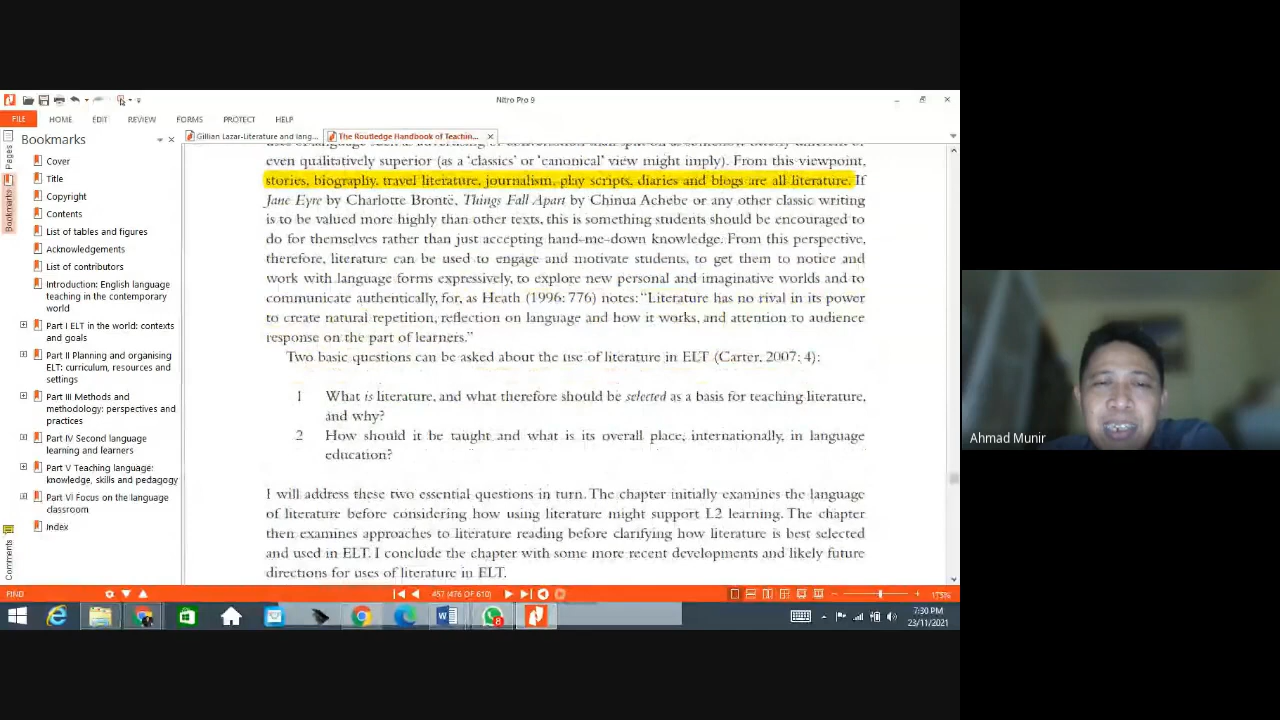 Nitro Pro 9
FILE HOME EDIT REVIEW FORMS PROTECT HELP
Bookmarks
Gillian Lazar-Literature and lang...
The Routledge Handbook of Teachin...
Pages
Bookmarks
Comments
Cover
Title
Copyright
Contents
List of tables and figures
Acknowledgements
List of contributors
Introduction: English language
teaching in the contemporary
world
Part I ELT in the world: contexts
and goals
Part II Planning and organising
ELT: curriculum, resources and
settings
Part III Methods and
methodology: perspectives and
practices
Part IV Second language
learning and learners
Part V Teaching language:
knowledge, skills and pedagogy
Part VI Focus on the language
classroom
Index
even qualitatively superior (as a ‘classics’ or ‘canonical’ view might imply). From this viewpoint,
stories, biography, travel literature, journalism, play scripts, diaries and blogs are all literature. If
Jane Eyre by Charlotte Brontë, Things Fall Apart by Chinua Achebe or any other classic writing
is to be valued more highly than other texts, this is something students should be encouraged to
do for themselves rather than just accepting hand-me-down knowledge. From this perspective,
therefore, literature can be used to engage and motivate students, to get them to notice and
work with language forms expressively, to explore new personal and imaginative worlds and to
communicate authentically, for, as Heath (1996: 776) notes: “Literature has no rival in its power
to create natural repetition, reflection on language and how it works, and attention to audience
response on the part of learners.”
Two basic questions can be asked about the use of literature in ELT (Carter, 2007: 4):
1 What is literature, and what therefore should be selected as a basis for teaching literature,
and why?
2 How should it be taught and what is its overall place, internationally, in language
education?
I will address these two essential questions in turn. The chapter initially examines the language
of literature before considering how using literature might support L2 learning. The chapter
then examines approaches to literature reading before clarifying how literature is best selected
and used in ELT. I conclude the chapter with some more recent developments and likely future
directions for uses of literature in ELT.
FIND
457 (476 OF 610)
175%
8
7:30 PM
23/11/2021
Ahmad Munir